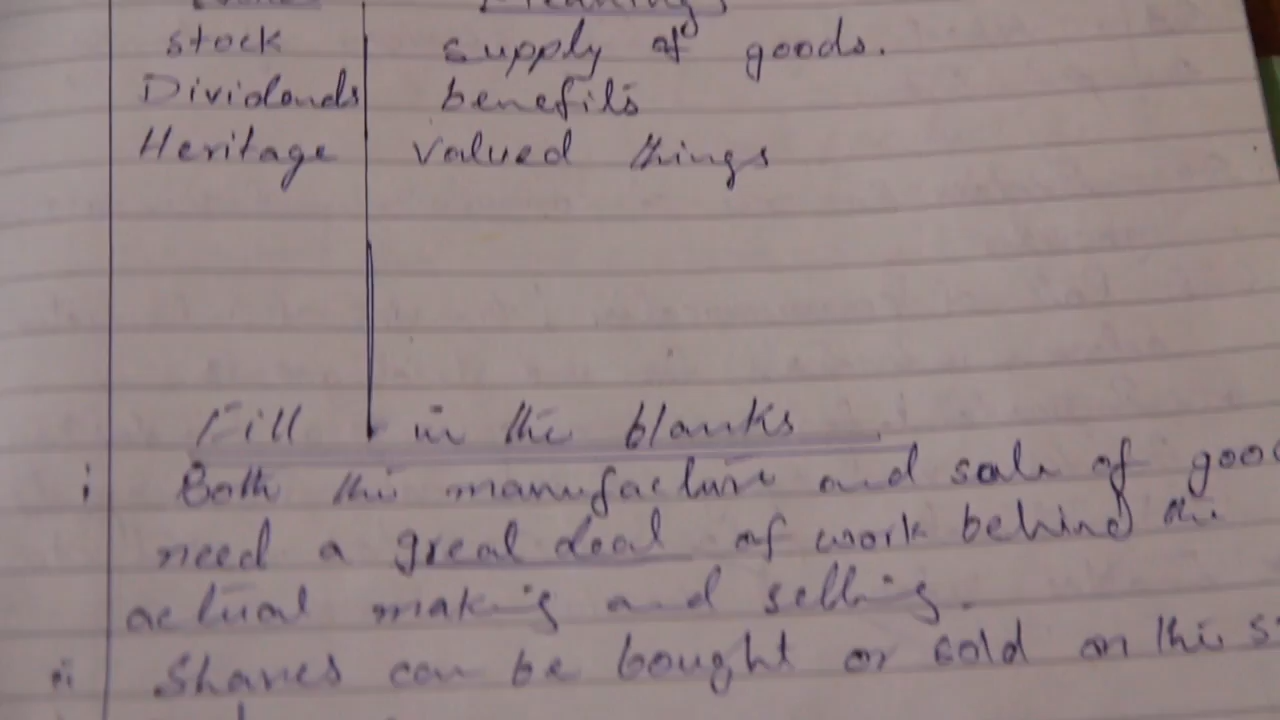 Meanings
stock supply of goods.
Dividends benefits
Heritage valued things
Fill in the blanks
i Both the manufacture and sale of goo
need a great deal of work behind the
actual making and selling.
ii Shares can be bought or sold on the s